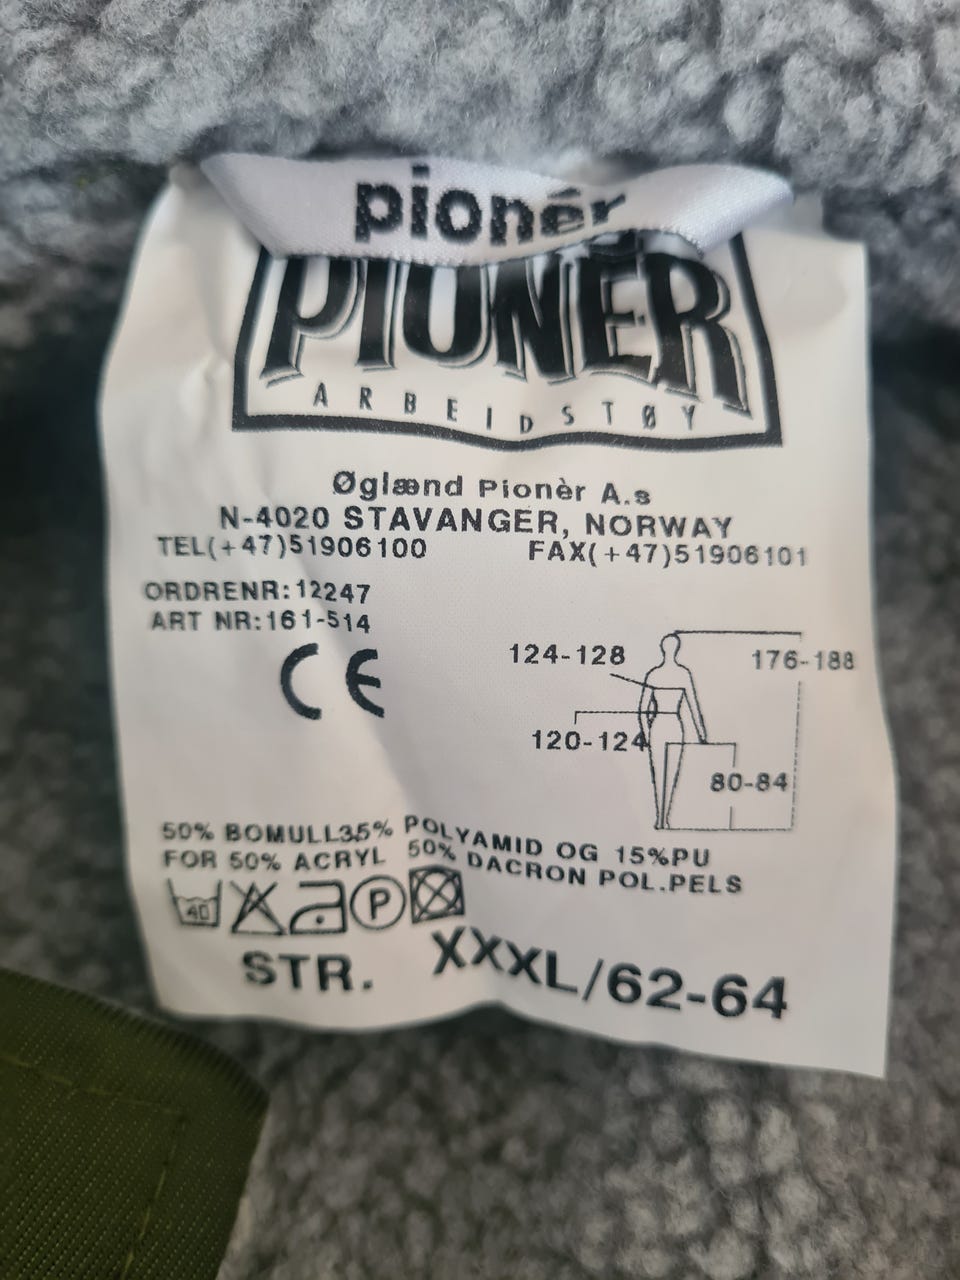 pionér
PIONÉR
ARBEIDSTØY
Øglænd Pionèr A.s
N-4020 STAVANGER, NORWAY
TEL(+47)51906100 FAX(+47)51906101
ORDRENR:12247
ART NR:161-514
CE
124-128
176-188
120-124
80-84
50% BOMULL35% POLYAMID OG 15%PU
FOR 50% ACRYL 50% DACRON POL.PELS
40
P
STR. XXXL/62-64